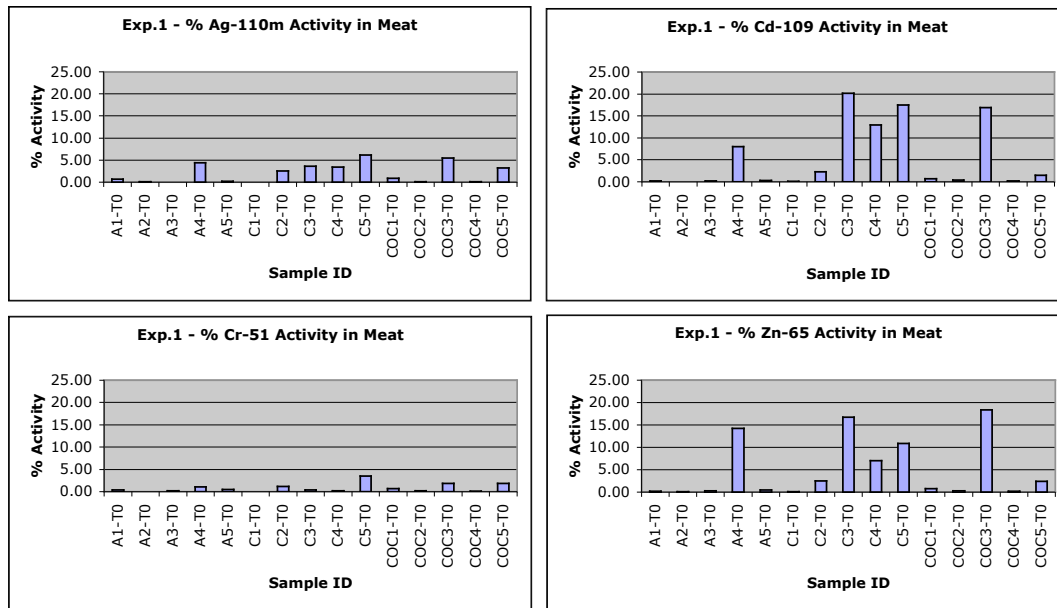 Exp.1 - % Ag-110m Activity in Meat
25.00
20.00
15.00
10.00
5.00
0.00
% Activity
A1-T0
A2-T0
A3-T0
A4-T0
A5-T0
C1-T0
C2-T0
C3-T0
C4-T0
C5-T0
COC1-T0
COC2-T0
COC3-T0
COC4-T0
COC5-T0
Sample ID
Exp.1 - % Cd-109 Activity in Meat
25.00
20.00
15.00
10.00
5.00
0.00
% Activity
A1-T0
A2-T0
A3-T0
A4-T0
A5-T0
C1-T0
C2-T0
C3-T0
C4-T0
C5-T0
COC1-T0
COC2-T0
COC3-T0
COC4-T0
COC5-T0
Sample ID
Exp.1 - % Cr-51 Activity in Meat
25.00
20.00
15.00
10.00
5.00
0.00
% Activity
A1-T0
A2-T0
A3-T0
A4-T0
A5-T0
C1-T0
C2-T0
C3-T0
C4-T0
C5-T0
COC1-T0
COC2-T0
COC3-T0
COC4-T0
COC5-T0
Sample ID
Exp.1 - % Zn-65 Activity in Meat
25.00
20.00
15.00
10.00
5.00
0.00
% Activity
A1-T0
A2-T0
A3-T0
A4-T0
A5-T0
C1-T0
C2-T0
C3-T0
C4-T0
C5-T0
COC1-T0
COC2-T0
COC3-T0
COC4-T0
COC5-T0
Sample ID